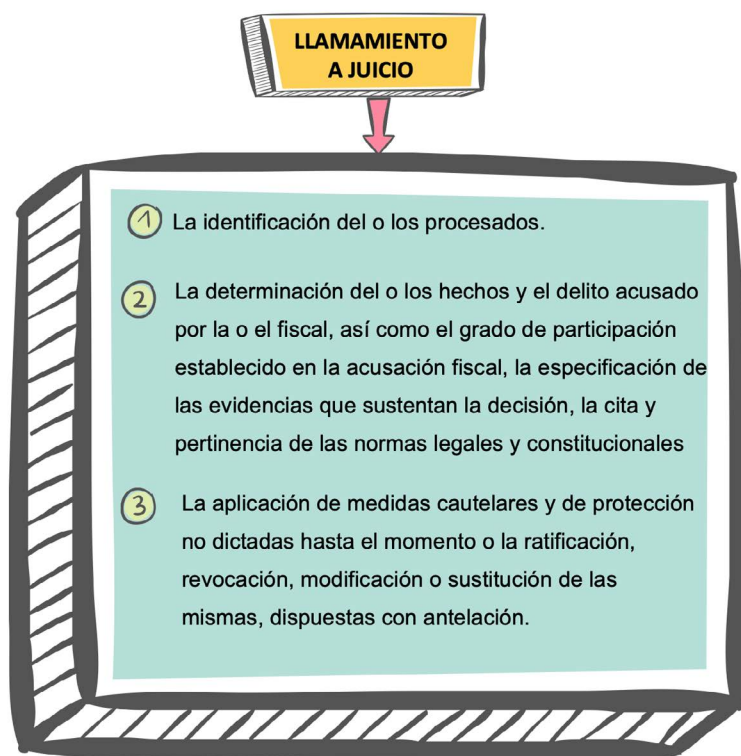 LLAMAMIENTO
A JUICIO
1 La identificación del o los procesados.
2 La determinación del o los hechos y el delito acusado
por la o el fiscal, así como el grado de participación
establecido en la acusación fiscal, la especificación de
las evidencias que sustentan la decisión, la cita y
pertinencia de las normas legales y constitucionales
3 La aplicación de medidas cautelares y de protección
no dictadas hasta el momento o la ratificación,
revocación, modificación o sustitución de las
mismas, dispuestas con antelación.